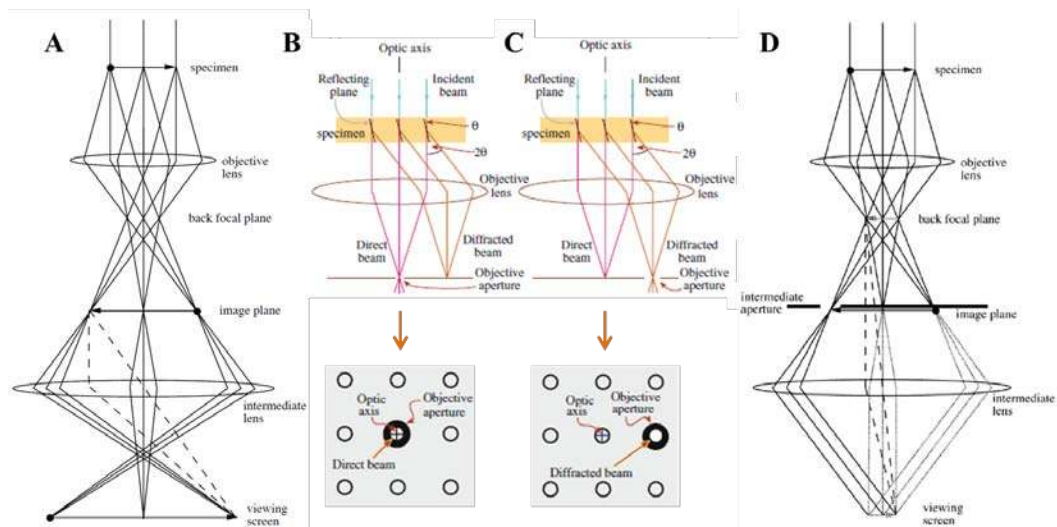 A
specimen
objective
lens
back focal plane
image plane
intermediate
lens
viewing
screen
B
Optic axis
Reflecting
plane
Incident
beam
specimen
θ
2θ
Objective
lens
Direct
beam
Diffracted
beam
Objective
aperture
Optic
axis
Objective
aperture
Direct beam
C
Optic axis
Reflecting
plane
Incident
beam
specimen
θ
2θ
Objective
lens
Direct
beam
Diffracted
beam
Objective
aperture
Optic
axis
Objective
aperture
Diffracted beam
D
specimen
objective
lens
back focal plane
intermediate
aperture
image plane
intermediate
lens
viewing
screen